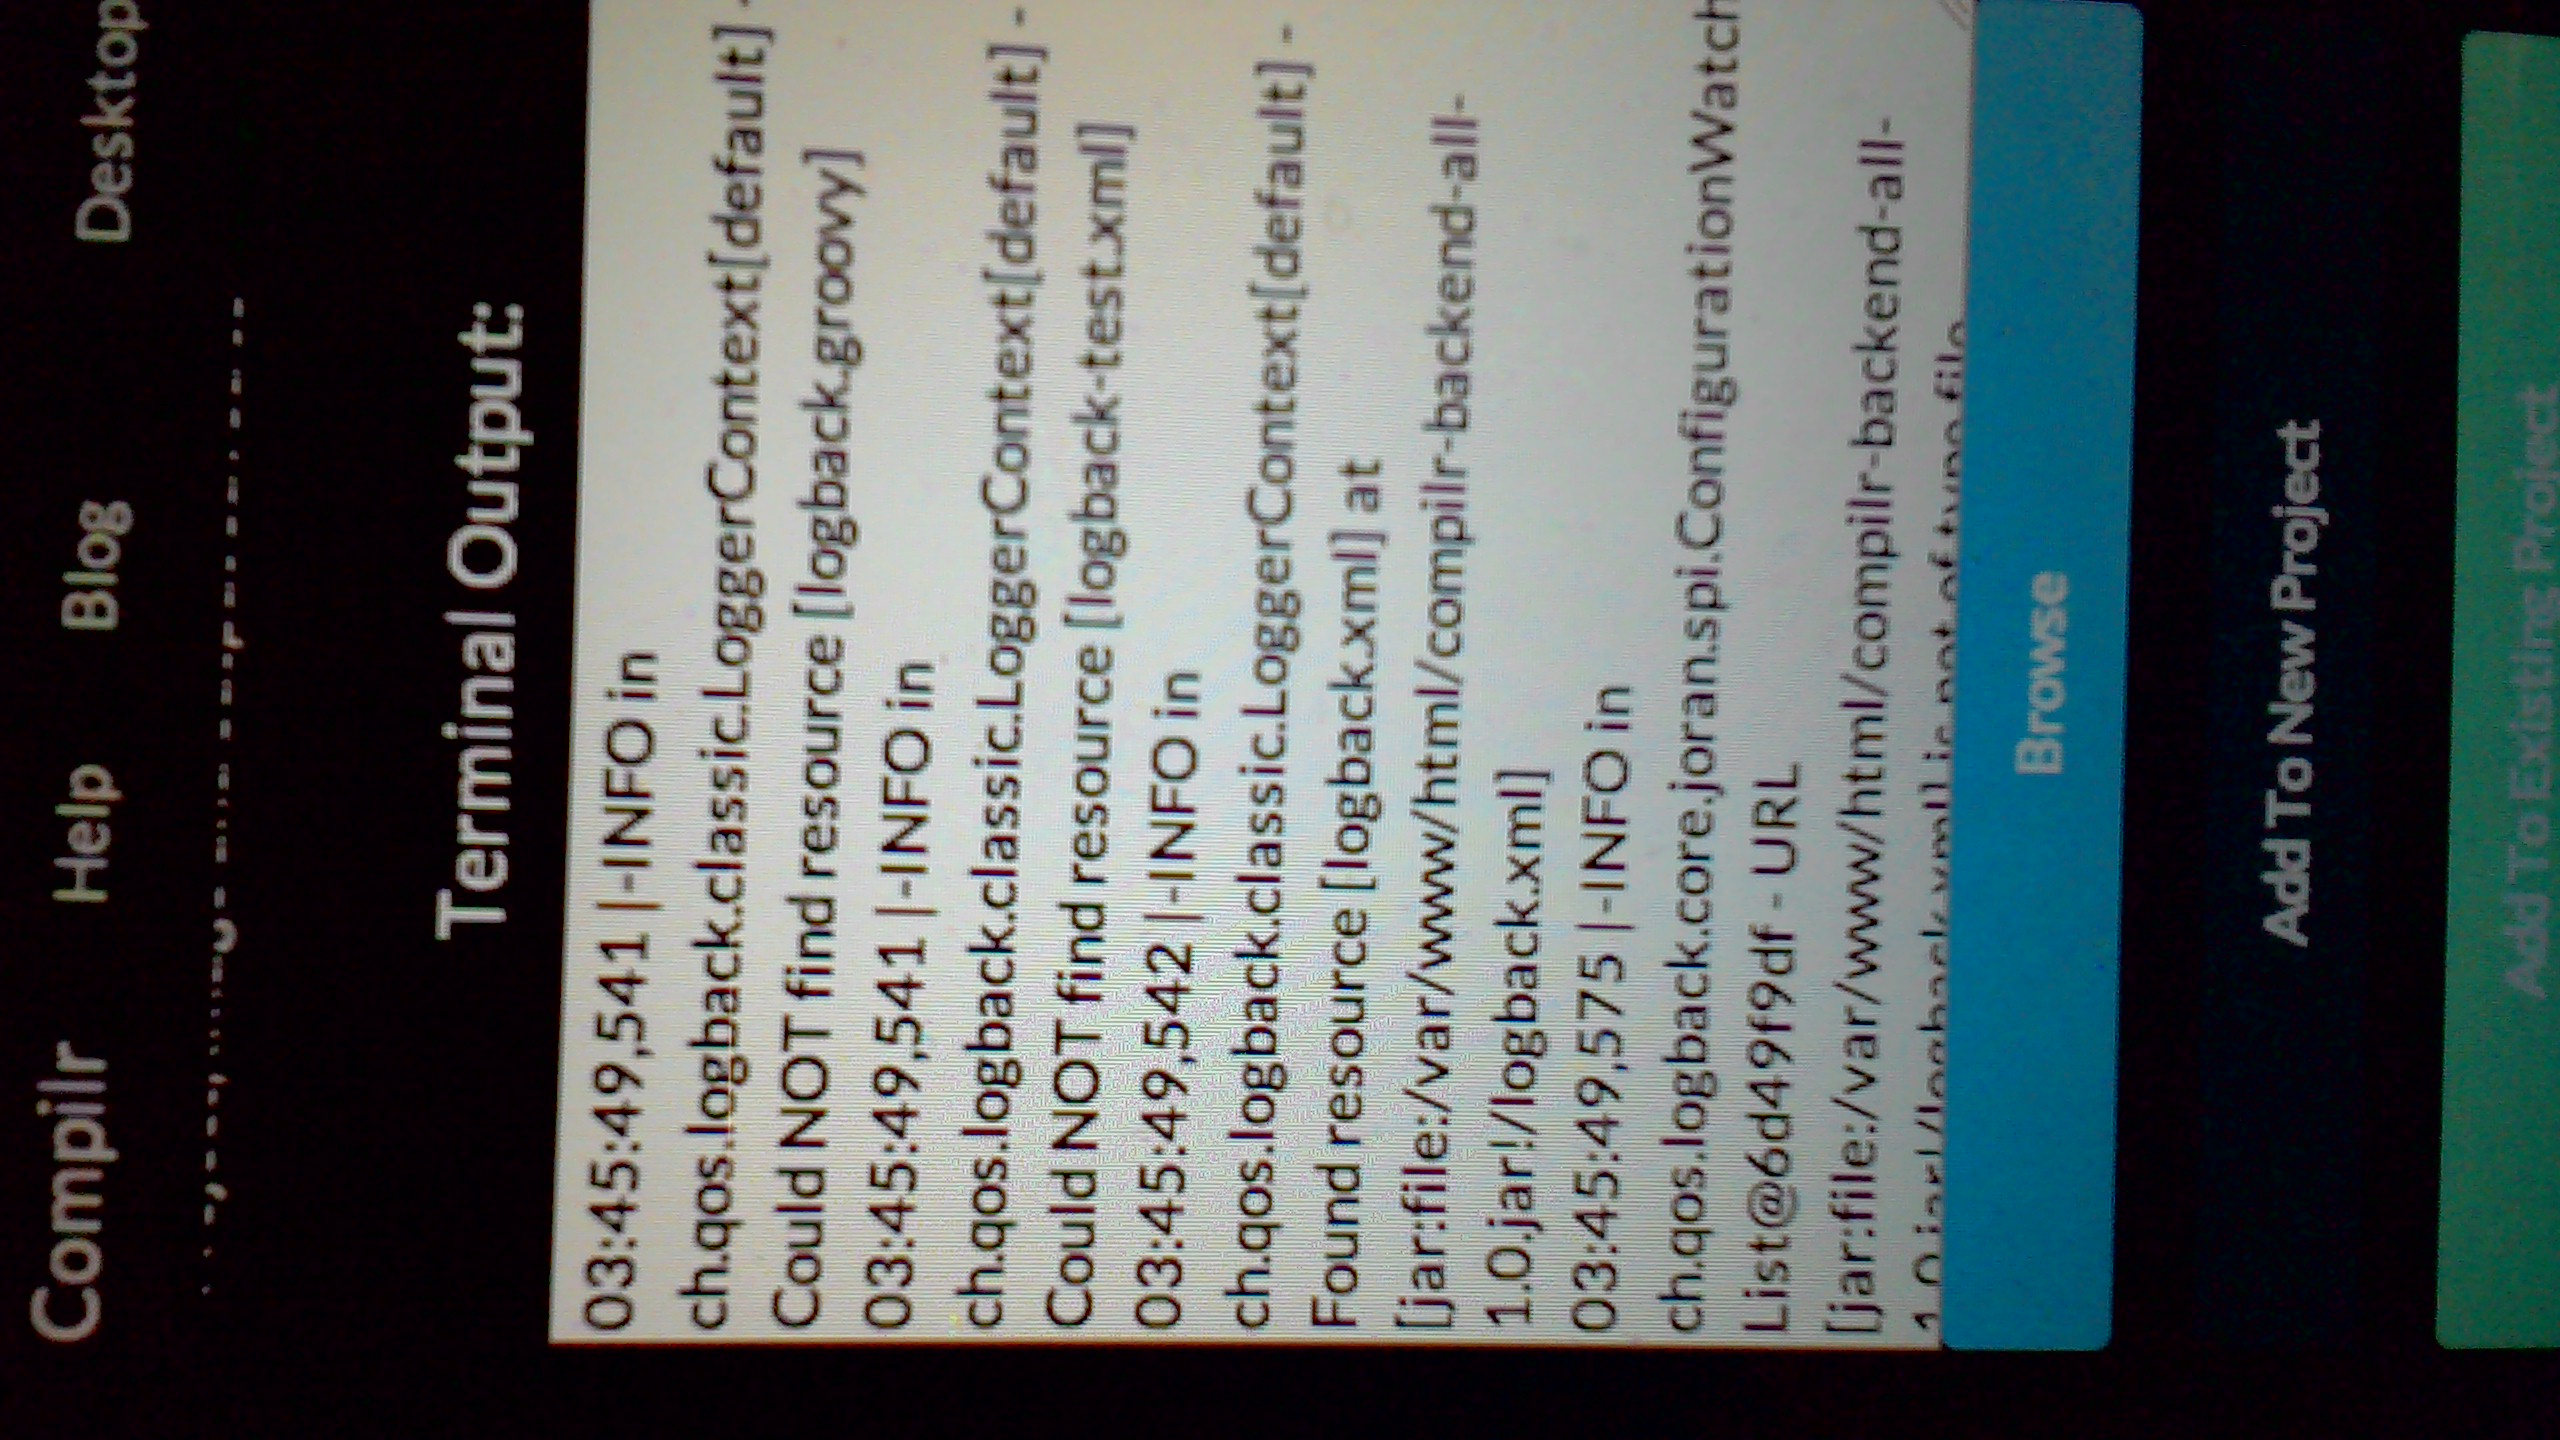 Compilr Help Blog Desktop
Terminal Output:
03:45:49,541 |-INFO in
ch.qos.logback.classic.LoggerContext[default] -
Could NOT find resource [logback.groovy]
03:45:49,541 |-INFO in
ch.qos.logback.classic.LoggerContext[default] -
Could NOT find resource [logback-test.xml]
03:45:49,542 |-INFO in
ch.qos.logback.classic.LoggerContext[default] -
Found resource [logback.xml] at
[jar:file:/var/www/html/compilr-backend-all-
1.0.jar!/logback.xml]
03:45:49,575 |-INFO in
ch.qos.logback.core.joran.spi.ConfigurationWatch
List@6d49f9df - URL
[jar:file:/var/www/html/compilr-backend-all-
1.0.jar!/logback.xml] is not of type file
Browse
Add To New Project
Add To Existing Project